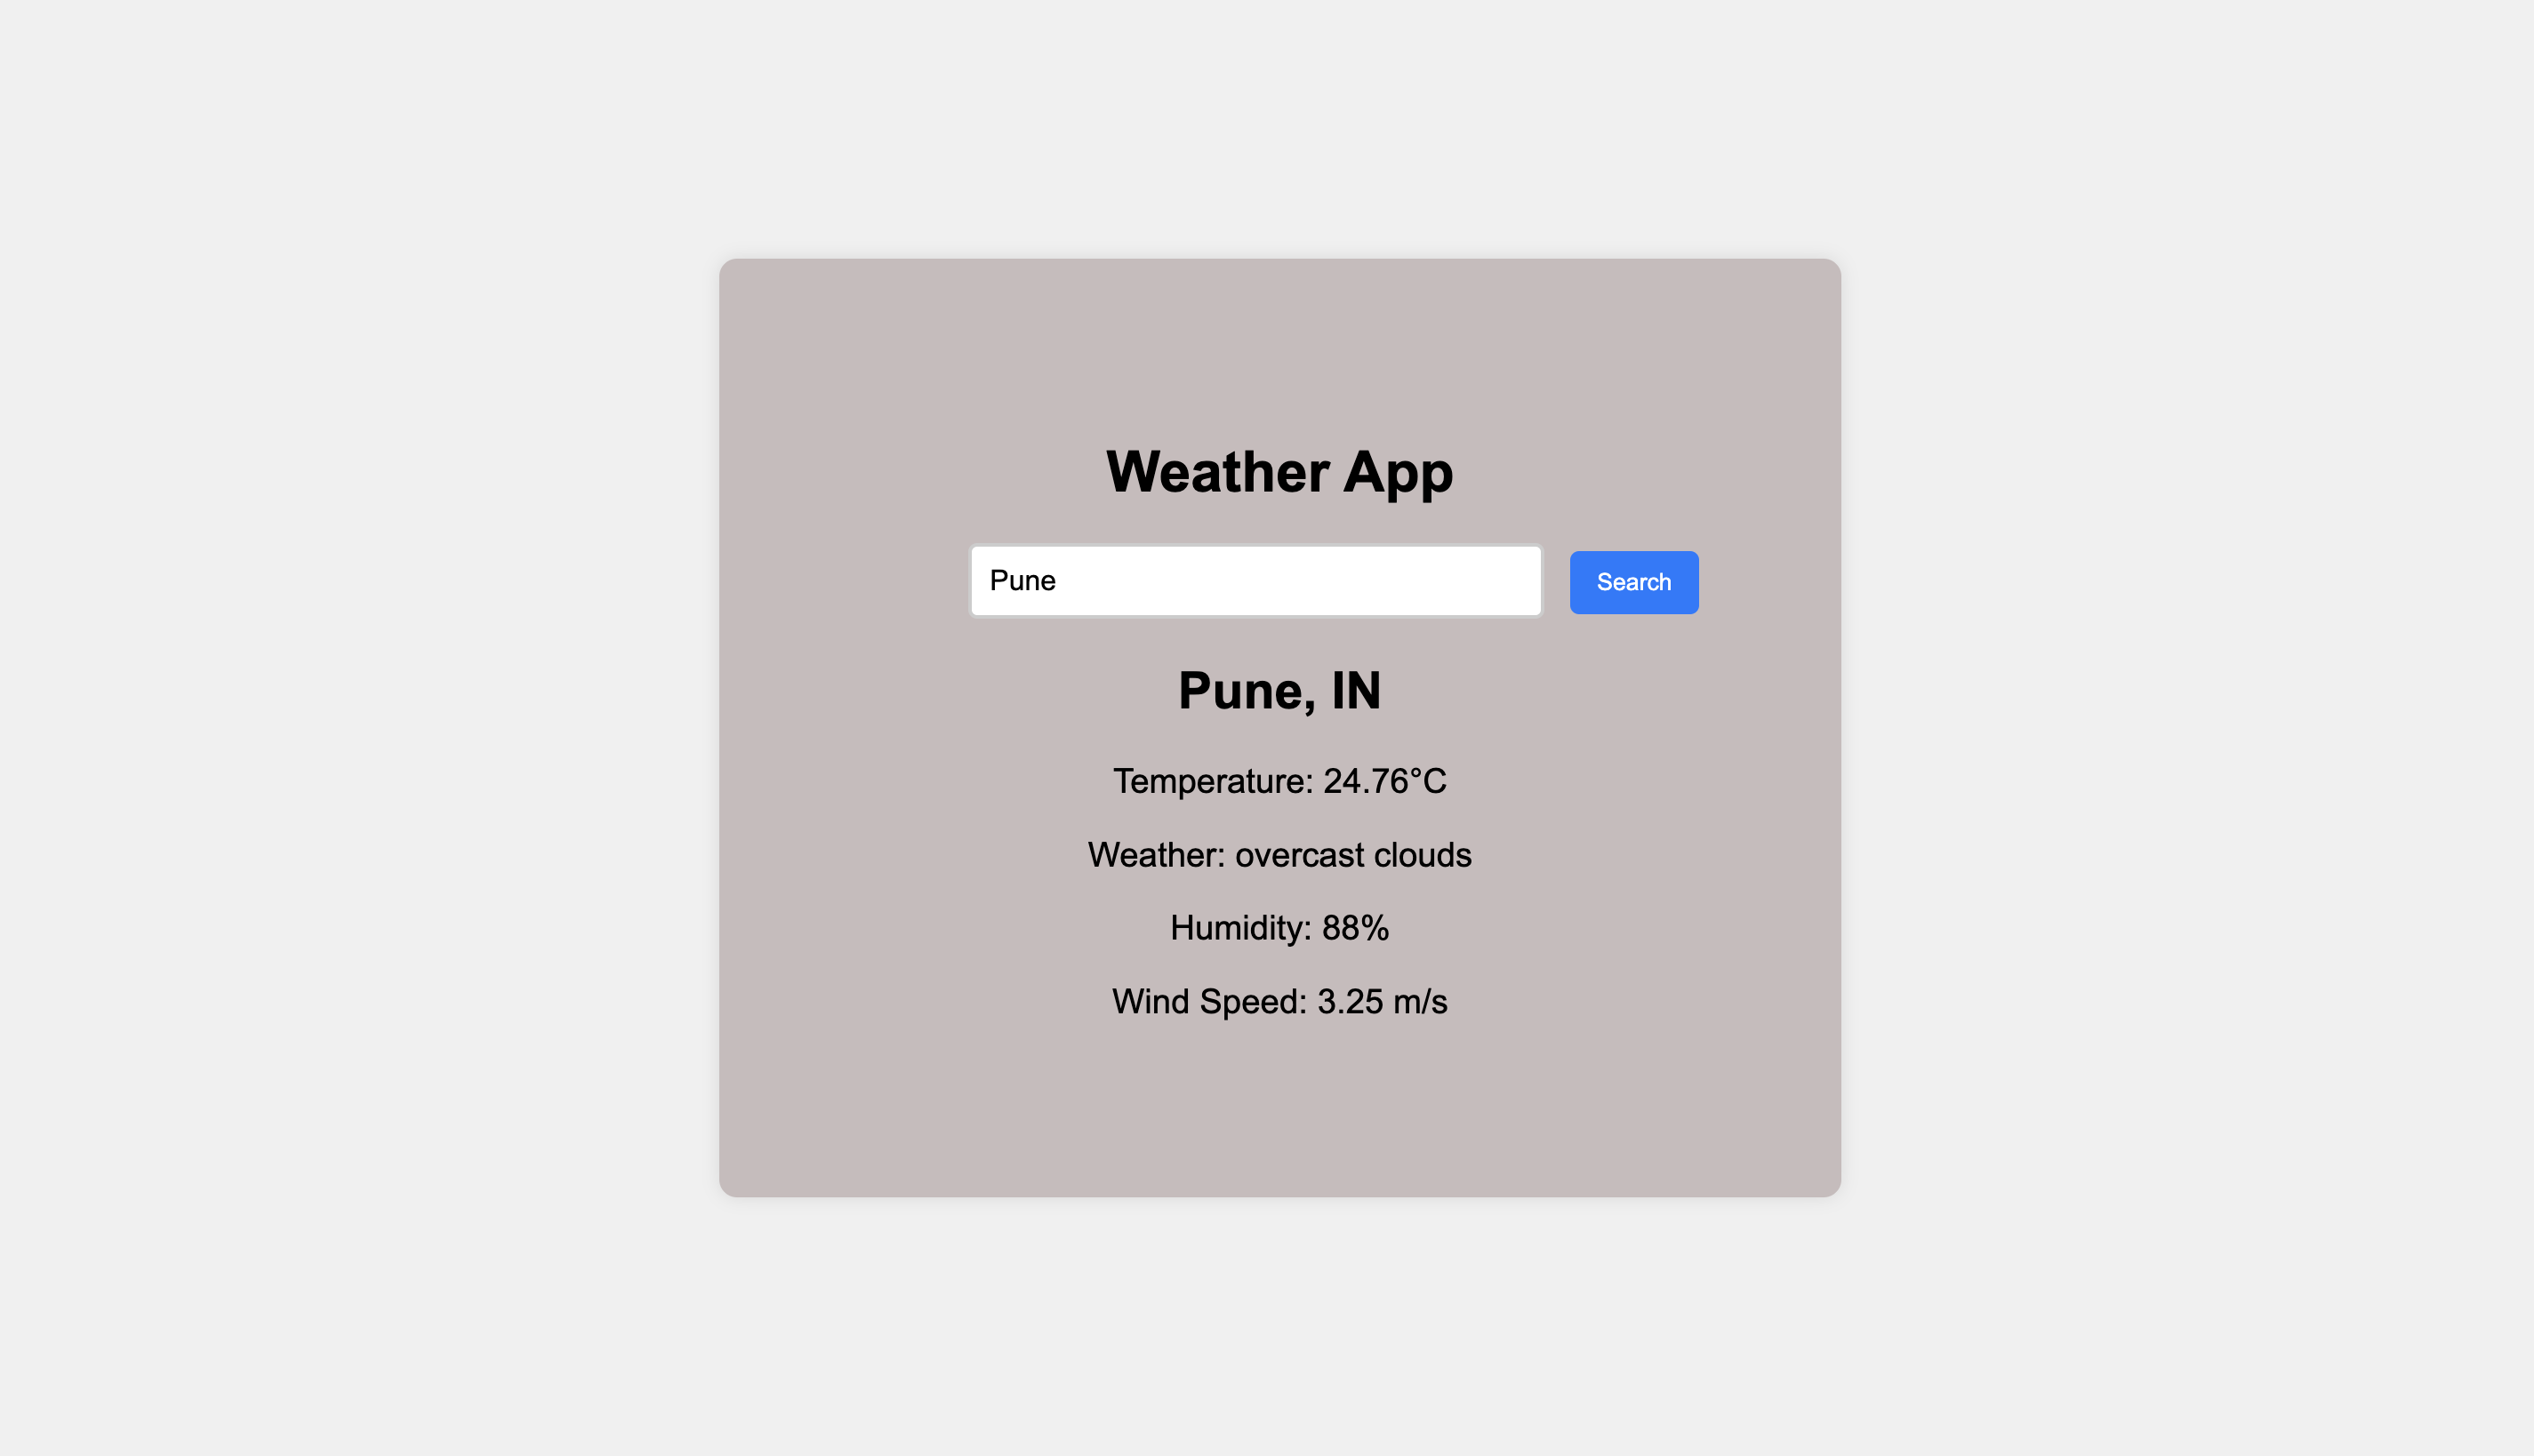 Weather App
Pune Search
Pune, IN
Temperature: 24.76°C
Weather: overcast clouds
Humidity: 88%
Wind Speed: 3.25 m/s